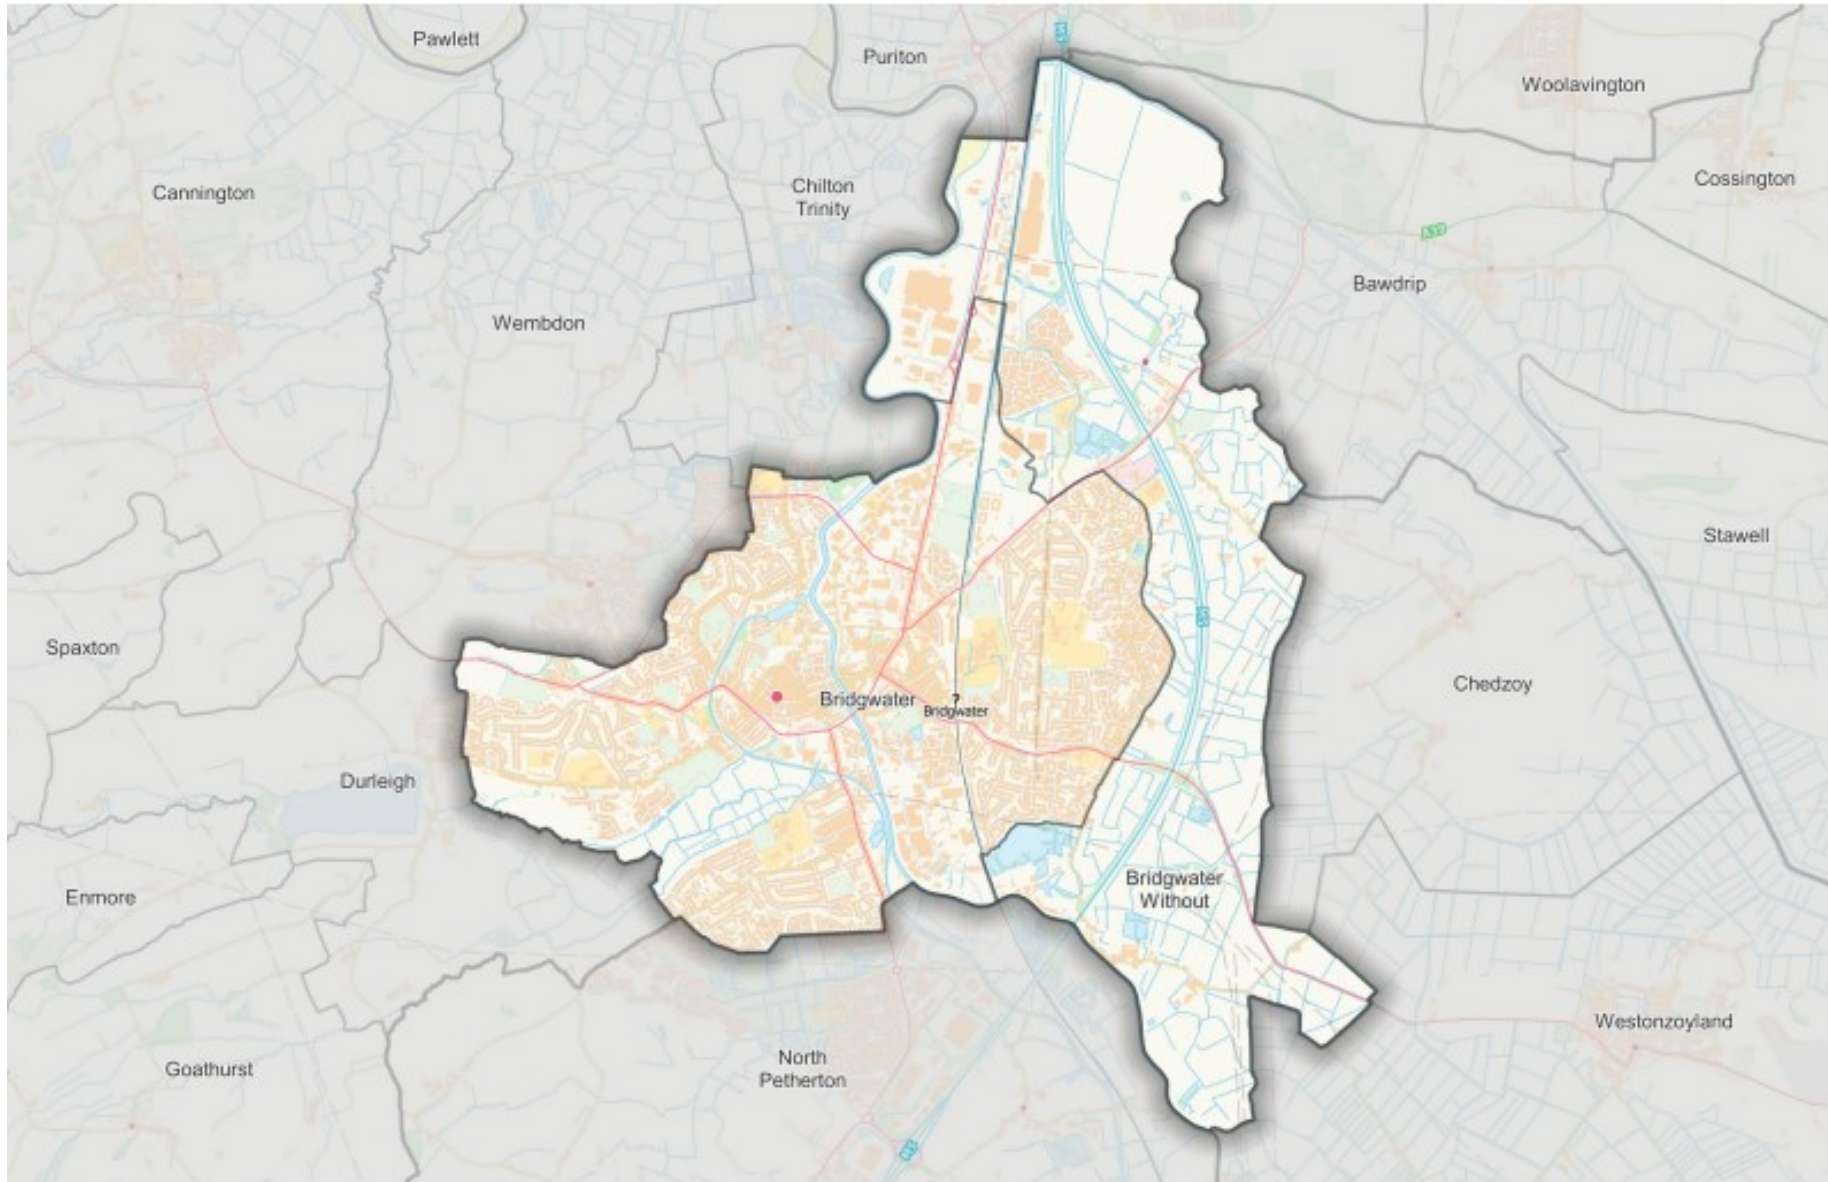 Pawlett
Puriton
Woolavington
Cannington
Chilton
Trinity
Cossington
Bawdrip
Wembdon
Stawell
Spaxton
Chedzoy
Bridgwater
?
Bridgwater
Durleigh
Bridgwater
Without
Enmore
Westonzoyland
North
Petherton
Goathurst